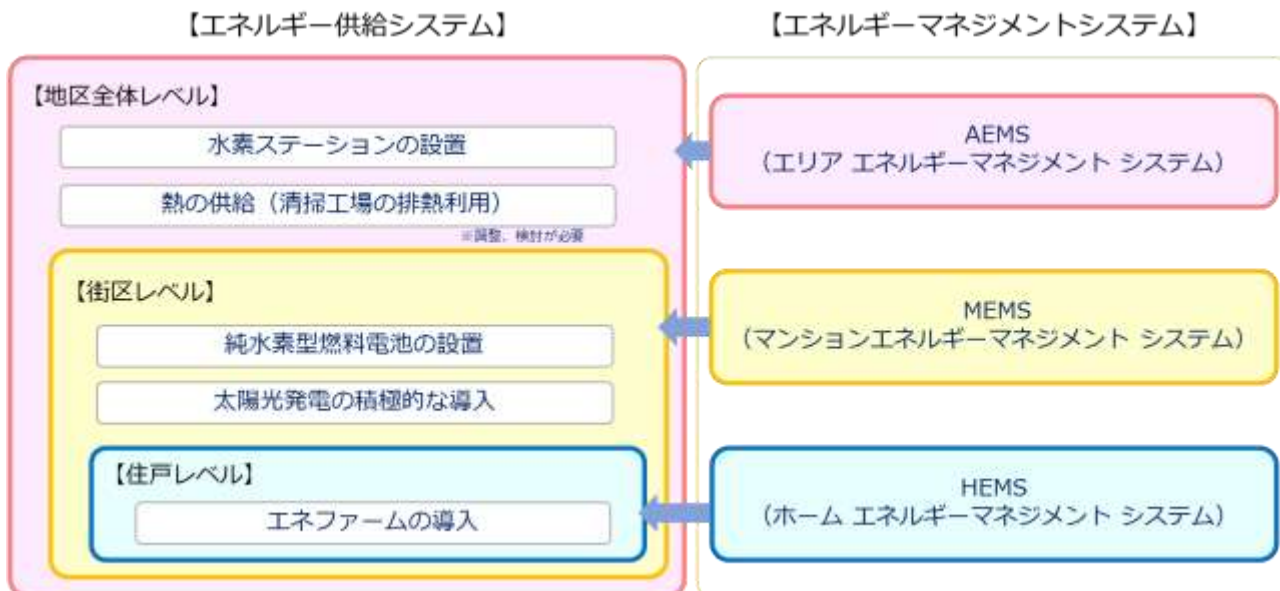 【エネルギー供給システム】
【エネルギーマネジメントシステム】
【地区全体レベル】
水素ステーションの設置
熱の供給（清掃工場の排熱利用）
※調整、検討が必要
【街区レベル】
純水素型燃料電池の設置
太陽光発電の積極的な導入
【住戸レベル】
エネファームの導入
AEMS
（エリア エネルギーマネジメント システム）
MEMS
（マンションエネルギーマネジメント システム）
HEMS
（ホーム エネルギーマネジメント システム）